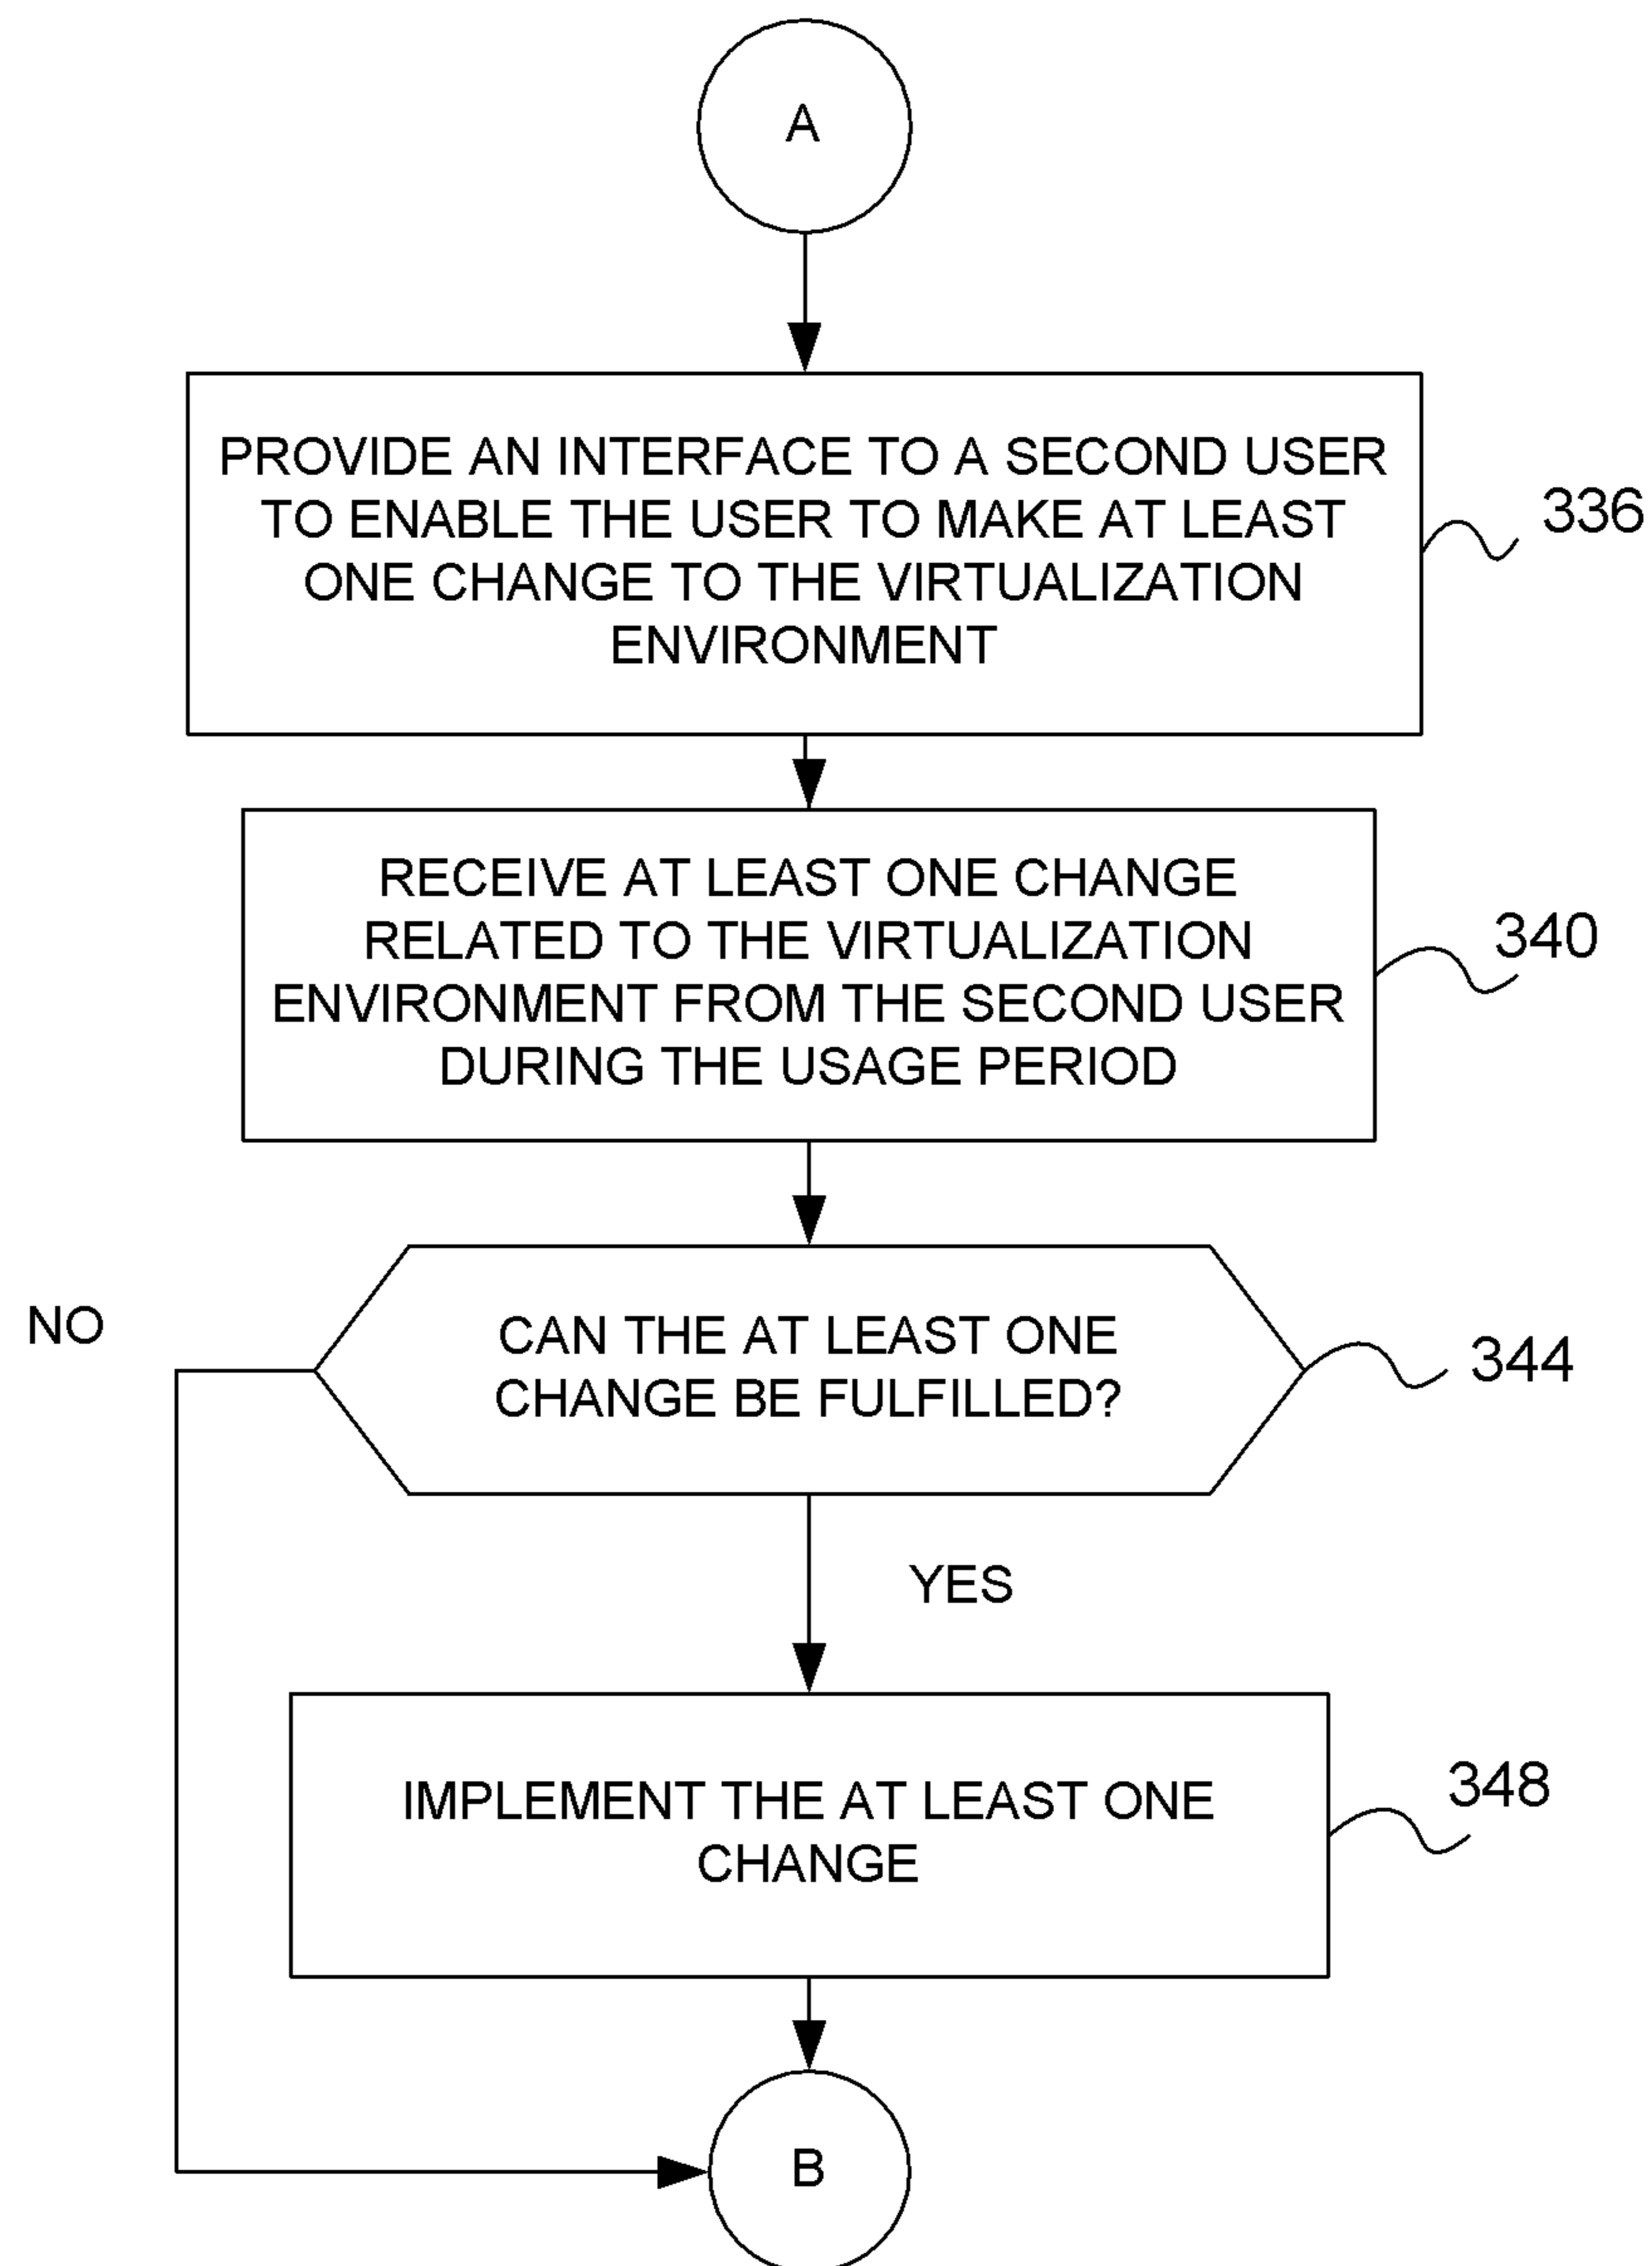 A
PROVIDE AN INTERFACE TO A SECOND USER
TO ENABLE THE USER TO MAKE AT LEAST
ONE CHANGE TO THE VIRTUALIZATION
ENVIRONMENT
336
RECEIVE AT LEAST ONE CHANGE
RELATED TO THE VIRTUALIZATION
ENVIRONMENT FROM THE SECOND USER
DURING THE USAGE PERIOD
340
NO
CAN THE AT LEAST ONE
CHANGE BE FULFILLED?
344
YES
IMPLEMENT THE AT LEAST ONE
CHANGE
348
B